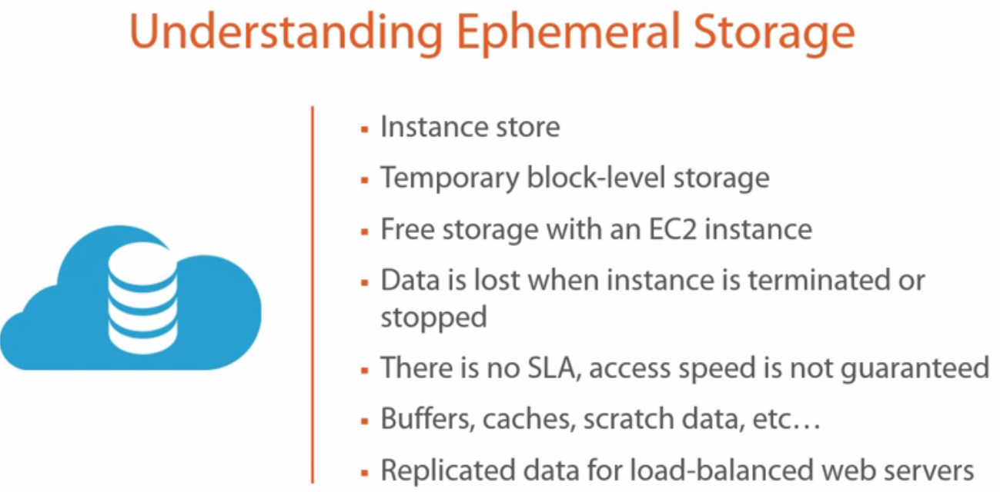 Understanding Ephemeral Storage
▪ Instance store
▪ Temporary block-level storage
▪ Free storage with an EC2 instance
▪ Data is lost when instance is terminated or
stopped
▪ There is no SLA, access speed is not guaranteed
▪ Buffers, caches, scratch data, etc…
▪ Replicated data for load-balanced web servers